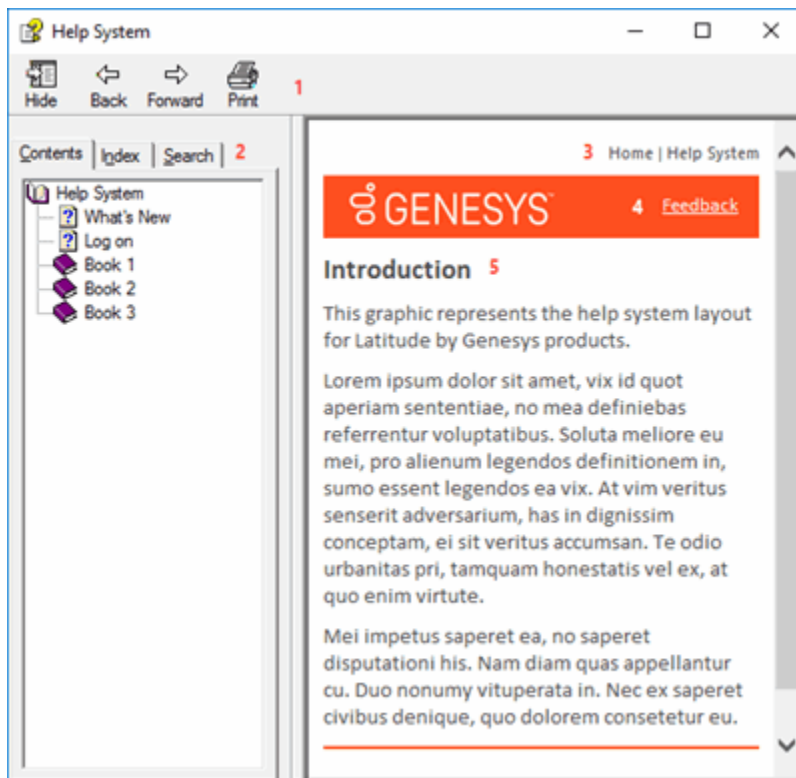 Help System
Hide Back Forward Print 1
Contents Index Search 2
Help System
What's New
Log on
Book 1
Book 2
Book 3
3 Home | Help System
GENESYS™ 4 Feedback
Introduction 5
This graphic represents the help system layout
for Latitude by Genesys products.
Lorem ipsum dolor sit amet, vix id quot
aperiam sententiae, no mea definiebas
referrentur voluptatibus. Soluta meliore eu
mei, pro alienum legendos definitionem in,
sumo essent legendos ea vix. At vim veritus
senserit adversarium, has in dignissim
conceptam, ei sit veritus accumsan. Te odio
urbanitas pri, tamquam honestatis vel ex, at
quo enim virtute.
Mei impetus saperet ea, no saperet
disputationi his. Nam diam quas appellantur
cu. Duo nonumy vituperata in. Nec ex saperet
civibus denique, quo dolorem consetetur eu.